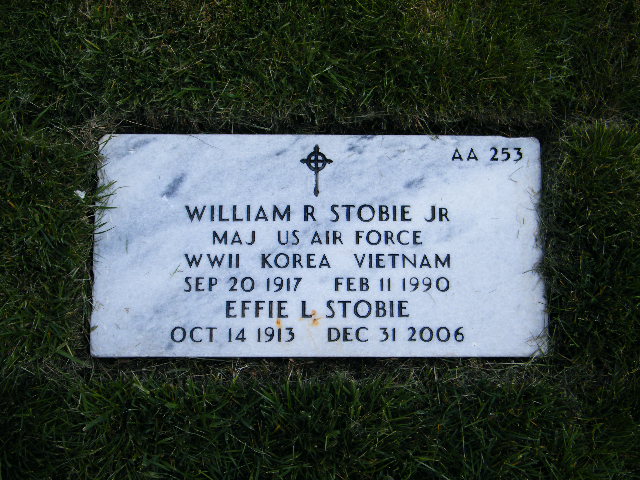 AA 253
WILLIAM R STOBIE JR
MAJ US AIR FORCE
WWII KOREA VIETNAM
SEP 20 1917 FEB 11 1990
EFFIE L STOBIE
OCT 14 1913 DEC 31 2006